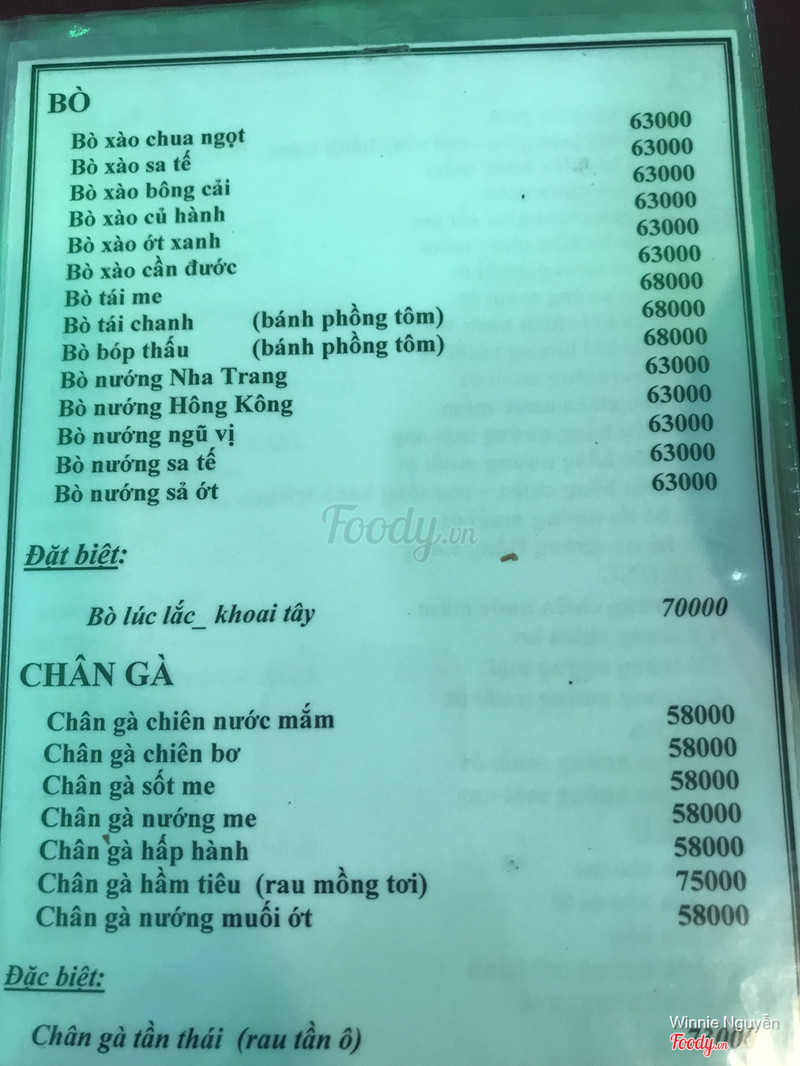 BÒ
Bò xào chua ngọt 63000
Bò xào sa tế 63000
Bò xào bông cải 63000
Bò xào củ hành 63000
Bò xào ớt xanh 63000
Bò xào cần đước 63000
Bò tái me 68000
Bò tái chanh (bánh phồng tôm) 68000
Bò bóp thấu (bánh phồng tôm) 68000
Bò nướng Nha Trang 63000
Bò nướng Hông Kông 63000
Bò nướng ngũ vị 63000
Bò nướng sa tế 63000
Bò nướng sả ớt 63000
Foody.vn
Đặt biệt:
Bò lúc lắc_ khoai tây 70000
CHÂN GÀ
Chân gà chiên nước mắm 58000
Chân gà chiên bơ 58000
Chân gà sốt me 58000
Chân gà nướng me 58000
Chân gà hấp hành 58000
Chân gà hầm tiêu (rau mồng tơi) 75000
Chân gà nướng muối ớt 58000
Đặc biệt:
Chân gà tần thái (rau tần ô)
Winnie Nguyễn
Foody.vn